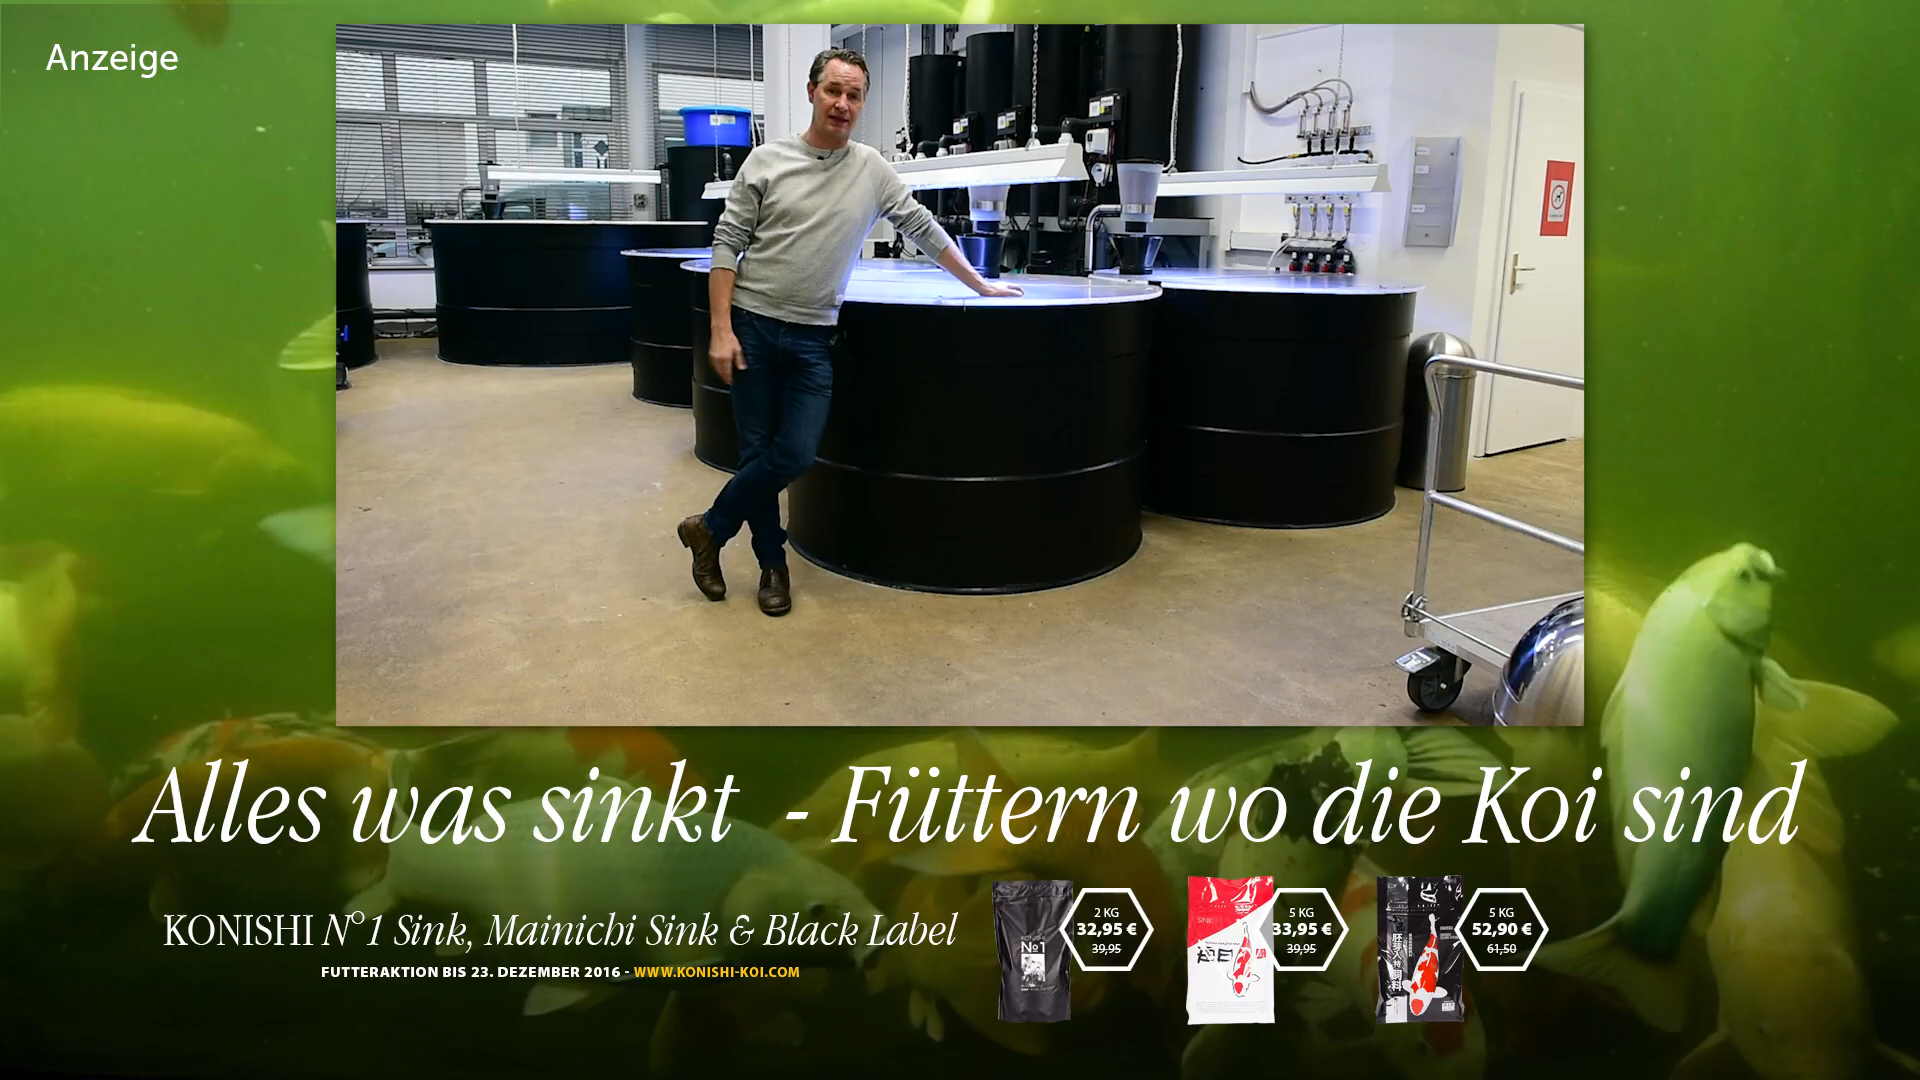 Anzeige
Alles was sinkt - Füttern wo die Koi sind
KONISHI N°1 Sink, Mainichi Sink & Black Label
FUTTERAKTION BIS 23. DEZEMBER 2016 - WWW.KONISHI-KOI.COM
2 KG
32,95 €
39,95
5 KG
33,95 €
39,95
5 KG
52,90 €
61,50
Nº1